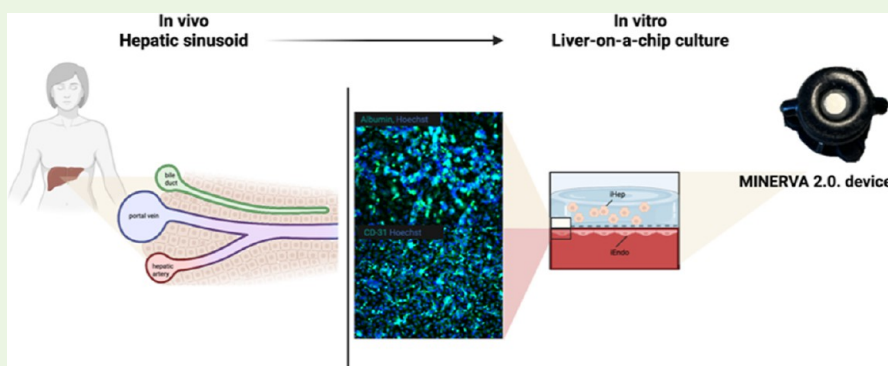 In vivo
Hepatic sinusoid
In vitro
Liver-on-a-chip culture
Albumin, Hoechst
bile
duct
portal vein
hepatic
artery
CD-31 Hoechst
iHep
iEndo
MINERVA 2.0. device